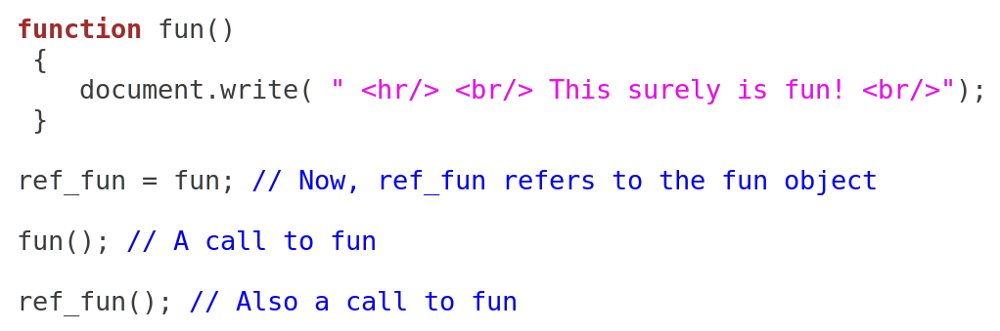 function fun()
 {
    document.write( " <hr/> <br/> This surely is fun! <br/>");
 }

ref_fun = fun; // Now, ref_fun refers to the fun object

fun(); // A call to fun

ref_fun(); // Also a call to fun